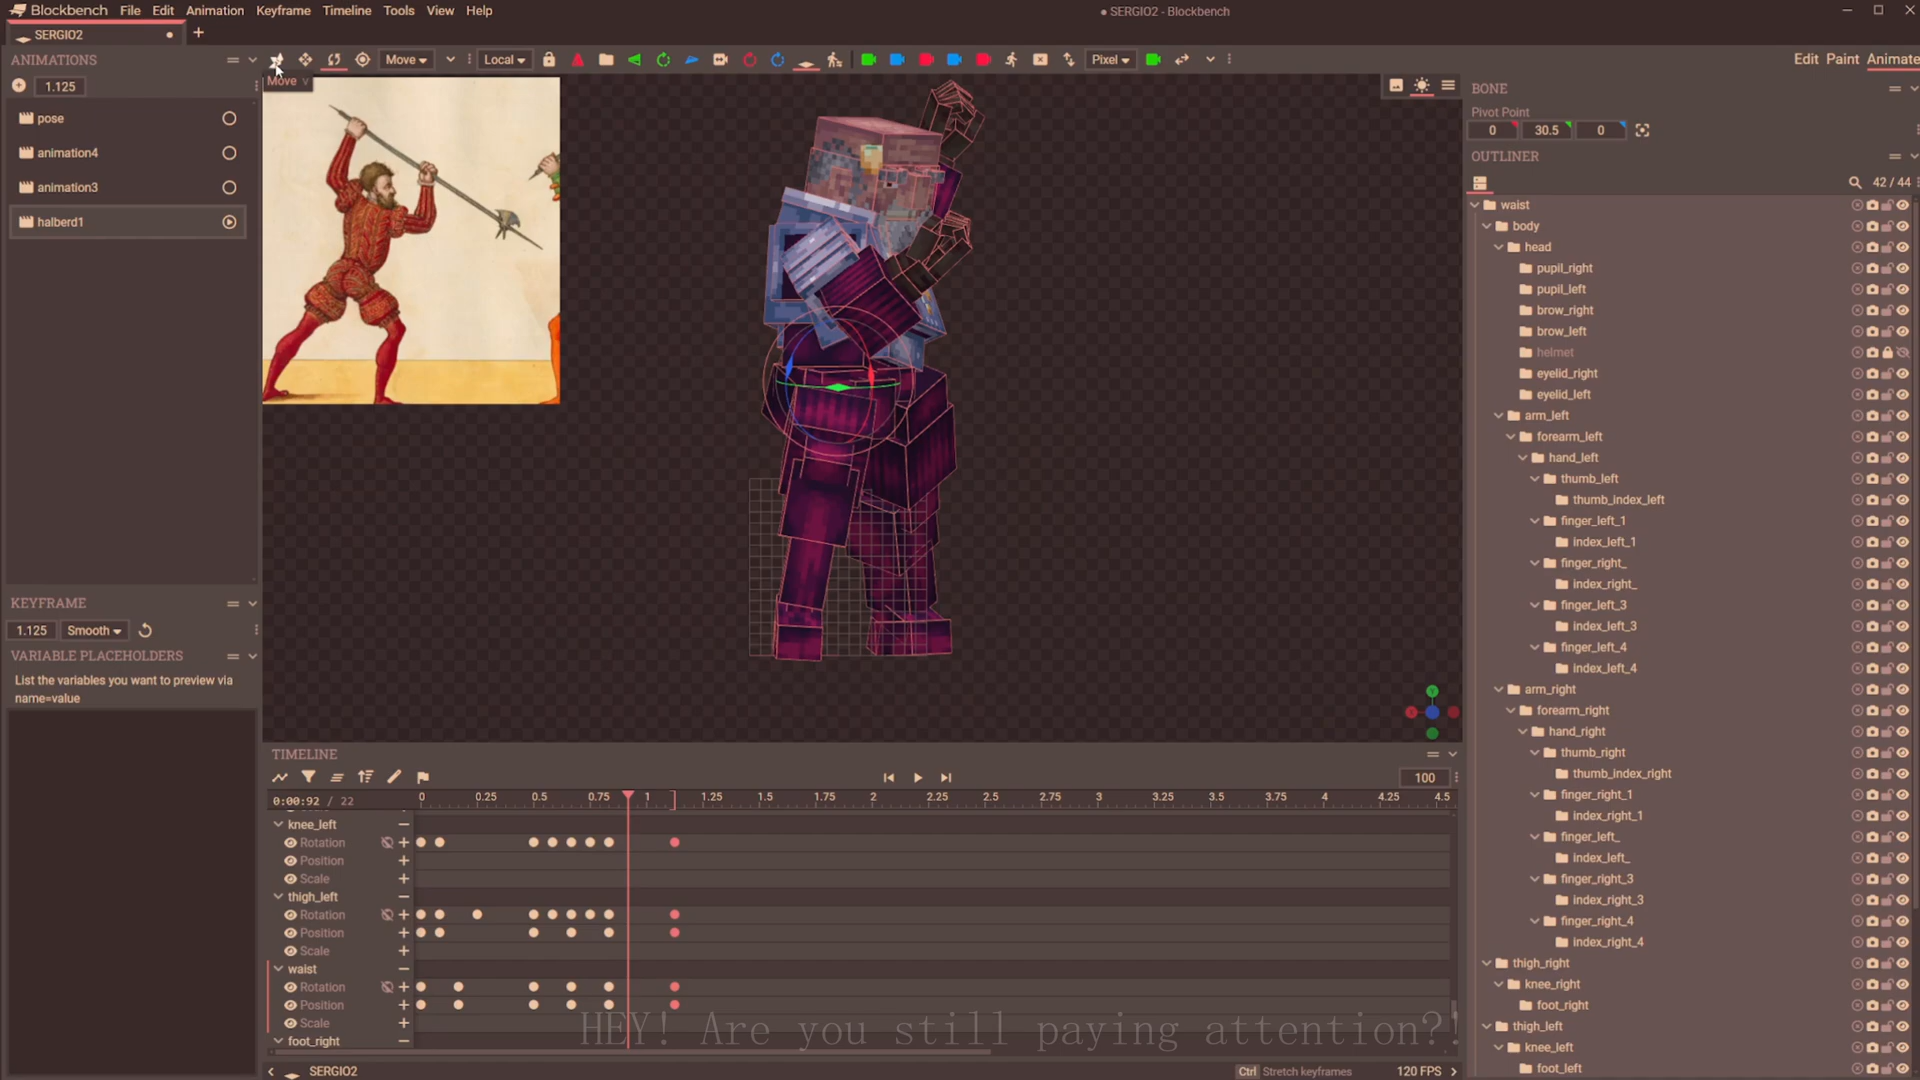 Blockbench File Edit Animation Keyframe Timeline Tools View Help
SERGIO2 - Blockbench
SERGIO2
ANIMATIONS
Move
Local
Pixel
Edit Paint Animate
1.125
Move
pose
animation4
animation3
halberd1
KEYFRAME
1.125 Smooth
VARIABLE PLACEHOLDERS
List the variables you want to preview via
name=value
BONE
Pivot Point
0 30.5 0
OUTLINER
42 / 44
waist
body
head
pupil_right
pupil_left
brow_right
brow_left
helmet
eyelid_right
eyelid_left
arm_left
forearm_left
hand_left
thumb_left
thumb_index_left
finger_left_1
index_left_1
finger_right_
index_right_
finger_left_3
index_left_3
finger_left_4
index_left_4
arm_right
forearm_right
hand_right
thumb_right
thumb_index_right
finger_right_1
index_right_1
finger_left_
index_left_
finger_right_3
index_right_3
finger_right_4
index_right_4
thigh_right
knee_right
foot_right
thigh_left
knee_left
foot_left
TIMELINE
100
0:00:92 / 22
0 0.25 0.5 0.75 1 1.25 1.5 1.75 2 2.25 2.5 2.75 3 3.25 3.5 3.75 4 4.25 4.5
knee_left
Rotation
Position
Scale
thigh_left
Rotation
Position
Scale
waist
Rotation
Position
Scale
foot_right
HEY! Are you still paying attention?!
SERGIO2
Ctrl Stretch keyframes 120 FPS